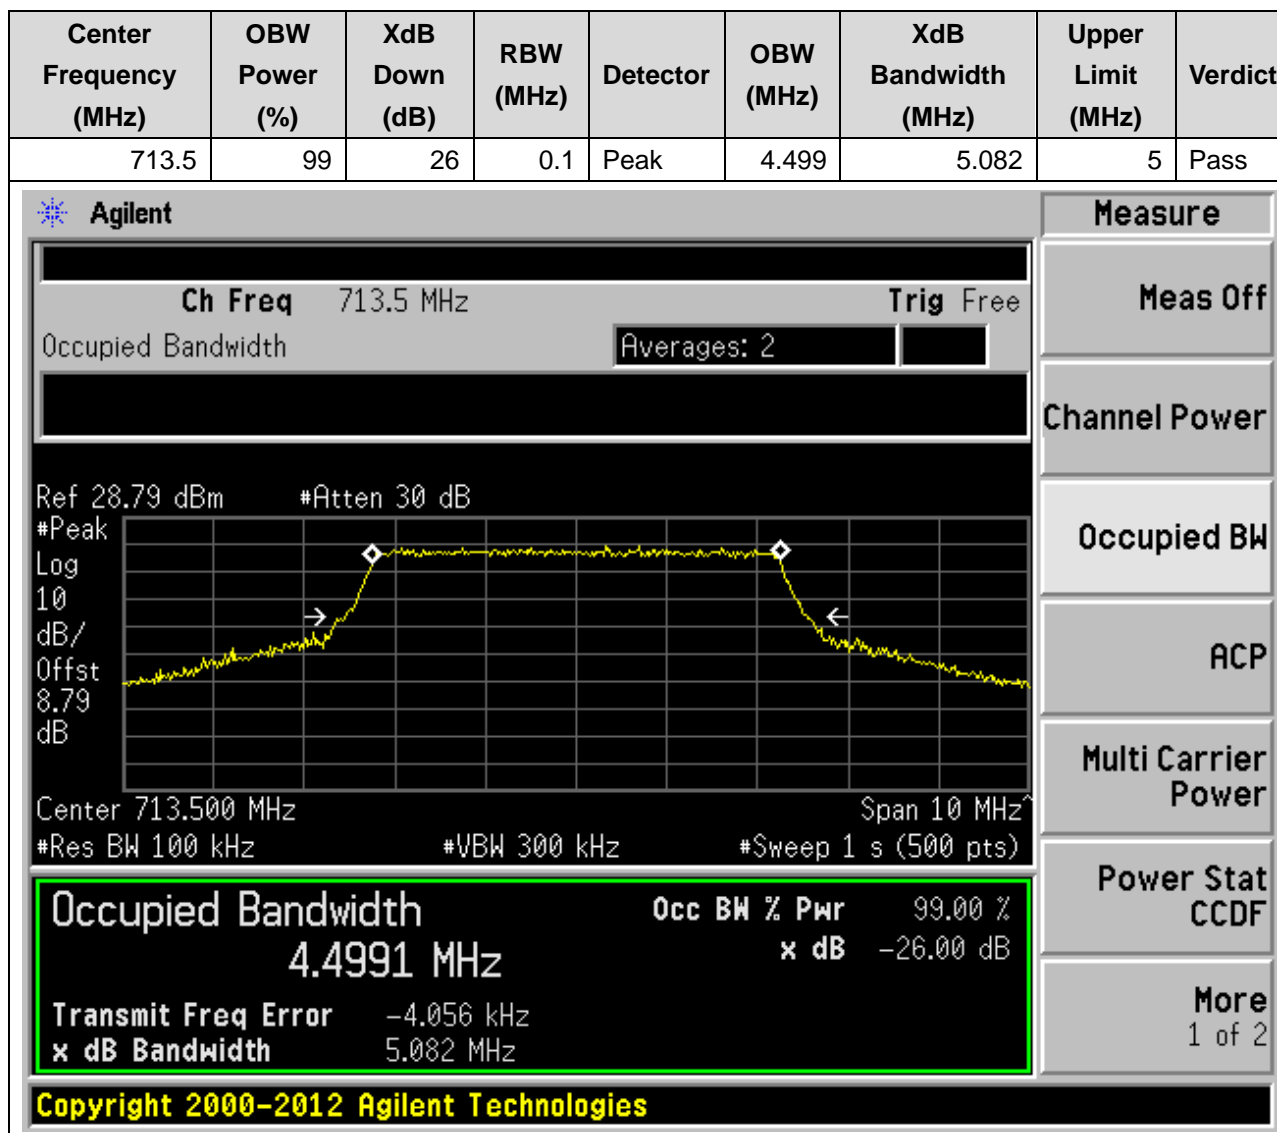 Center Frequency (MHz) OBW Power (%) XdB Down (dB) RBW (MHz) Detector OBW (MHz) XdB Bandwidth (MHz) Upper Limit (MHz) Verdict
713.5 99 26 0.1 Peak 4.499 5.082 5 Pass
Agilent
Measure
Ch Freq 713.5 MHz Trig Free
Meas Off
Occupied Bandwidth Averages: 2
Channel Power
Ref 28.79 dBm #Atten 30 dB
#Peak
Log
10
dB/
Offst
8.79
dB
Occupied BW
ACP
Multi Carrier
Power
Center 713.500 MHz Span 10 MHz^
#Res BW 100 kHz #VBW 300 kHz #Sweep 1 s (500 pts)
Power Stat
CCDF
Occupied Bandwidth Occ BW % Pwr 99.00 %
4.4991 MHz x dB -26.00 dB
Transmit Freq Error -4.056 kHz
x dB Bandwidth 5.082 MHz
More
1 of 2
Copyright 2000-2012 Agilent Technologies